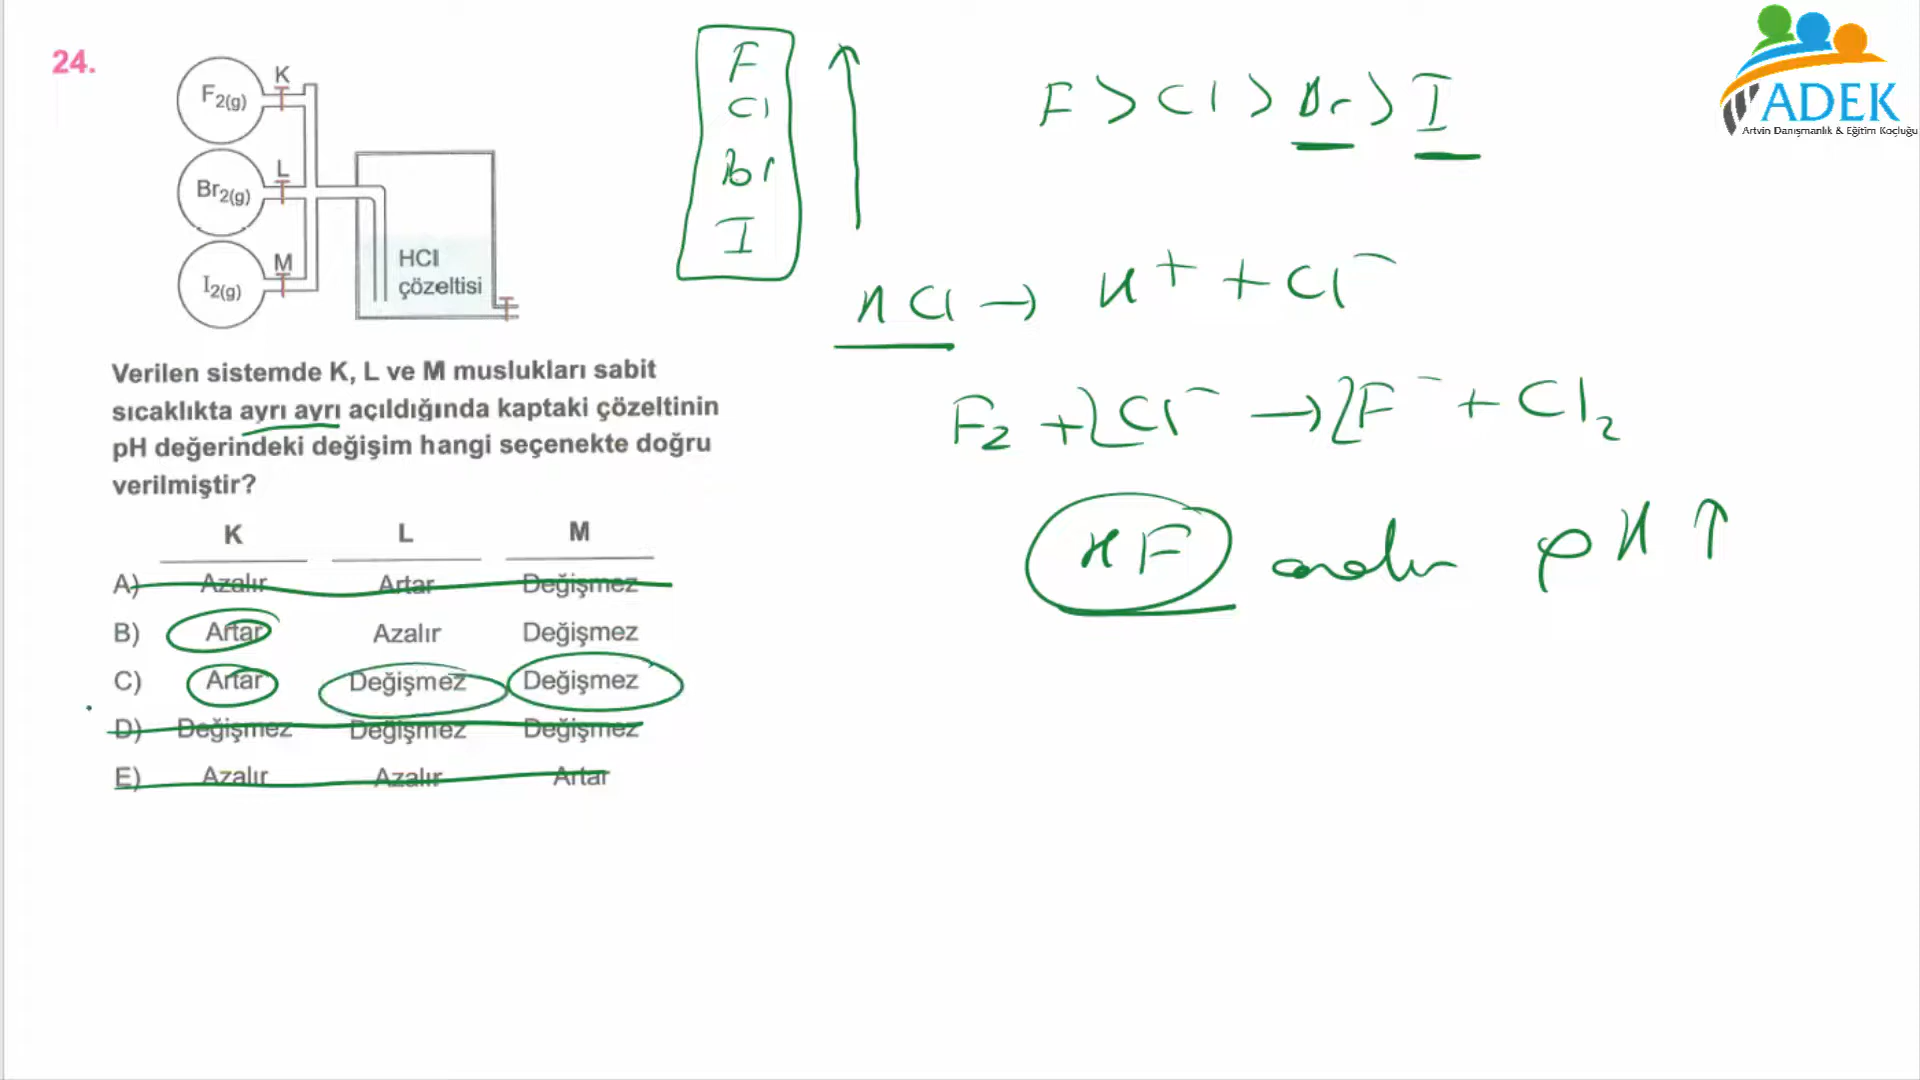 24.
F2(g)
K
Br2(g)
L
I2(g)
M
HCl
çözeltisi
Verilen sistemde K, L ve M muslukları sabit
sıcaklıkta ayrı ayrı açıldığında kaptaki çözeltinin
pH değerindeki değişim hangi seçenekte doğru
verilmiştir?
K L M
A) Azalır Artar Değişmez
B) Artar Azalır Değişmez
C) Artar Değişmez Değişmez
D) Değişmez Değişmez Değişmez
E) Azalır Azalır Artar
F
Cl
Br
I
F > Cl > Br > I
HCl → H⁺ + Cl⁻
F₂ + 2Cl⁻ → 2F⁻ + Cl₂
HF pH ↑
ADEK
Artvin Danışmanlık & Eğitim Koçluğu